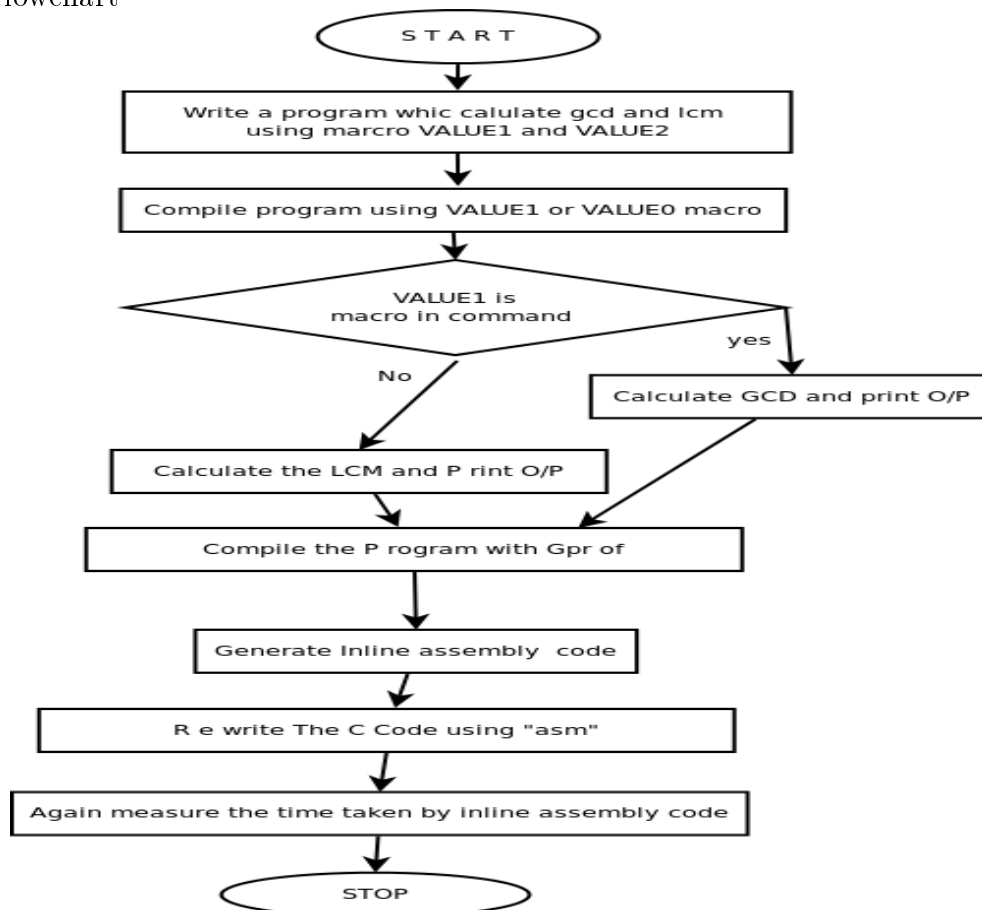 S T A R T
Write a program whic calulate gcd and lcm
using marcro VALUE1 and VALUE2
Compile program using VALUE1 or VALUE0 macro
VALUE1 is
macro in command
yes
No
Calculate GCD and print O/P
Calculate the LCM and P rint O/P
Compile the P rogram with Gpr of
Generate Inline assembly code
R e write The C Code using "asm"
Again measure the time taken by inline assembly code
STOP